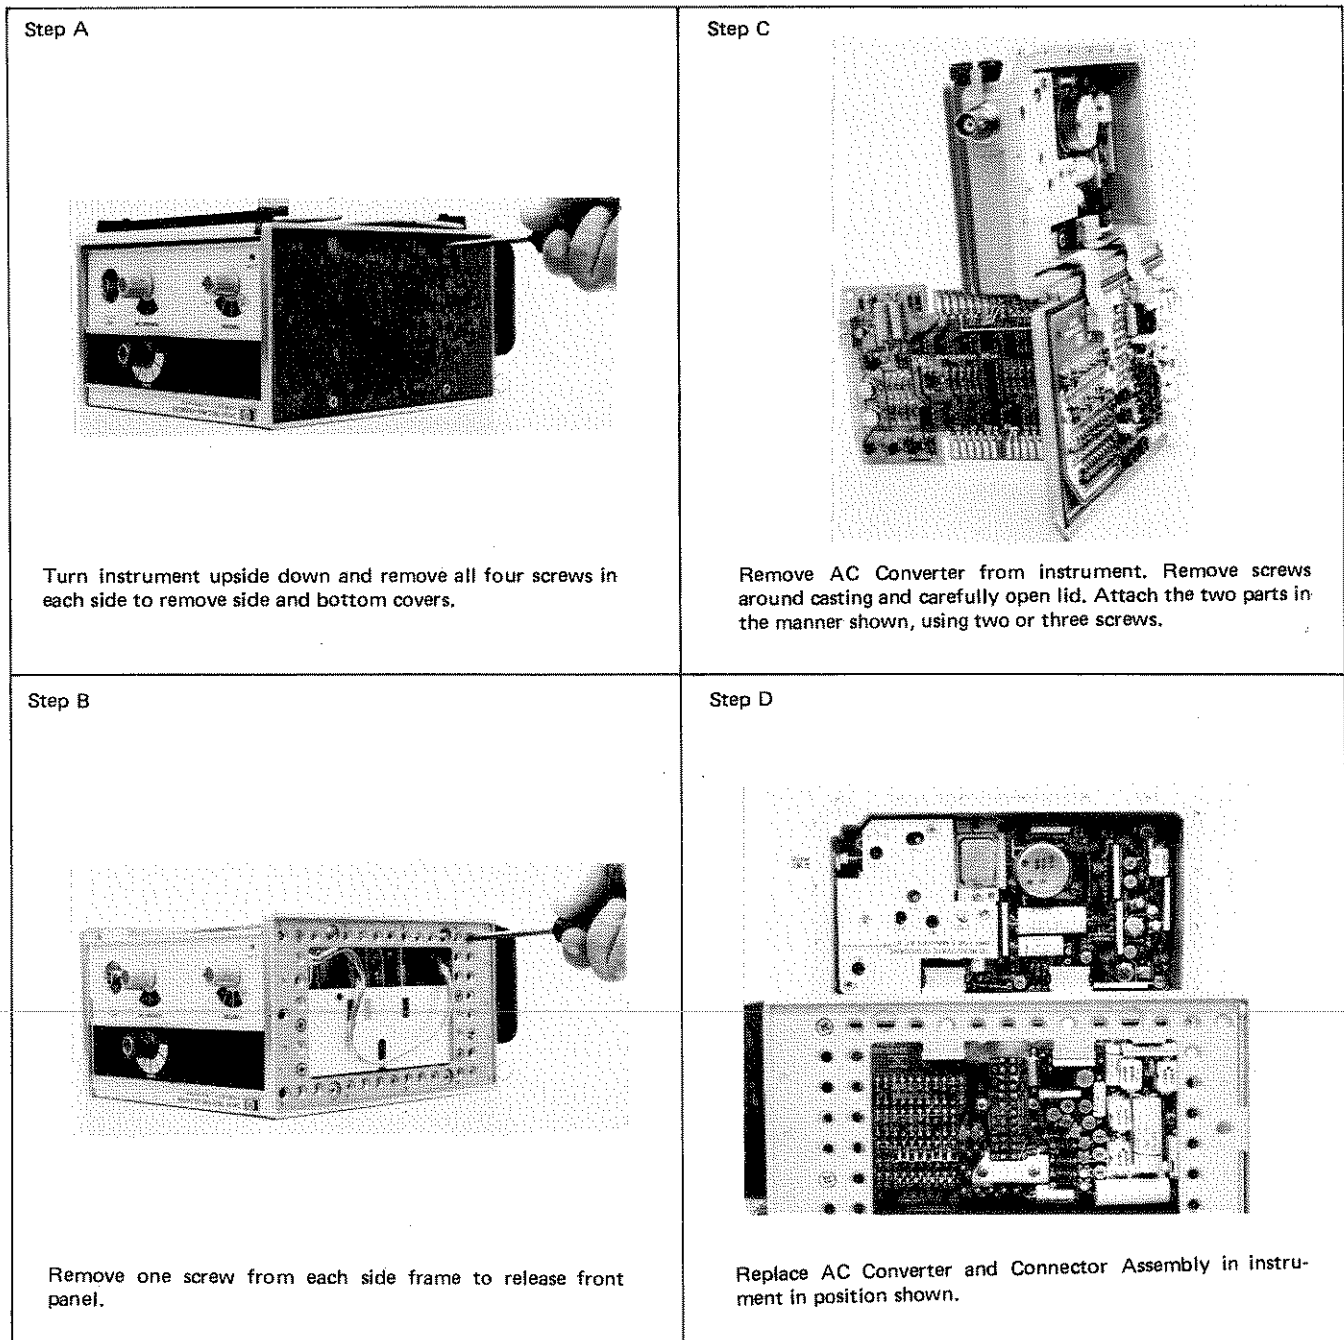 Step A
Turn instrument upside down and remove all four screws in
each side to remove side and bottom covers.
Step B
Remove one screw from each side frame to release front
panel.
Step C
Remove AC Converter from instrument. Remove screws
around casting and carefully open lid. Attach the two parts in
the manner shown, using two or three screws.
Step D
Replace AC Converter and Connector Assembly in instru-
ment in position shown.